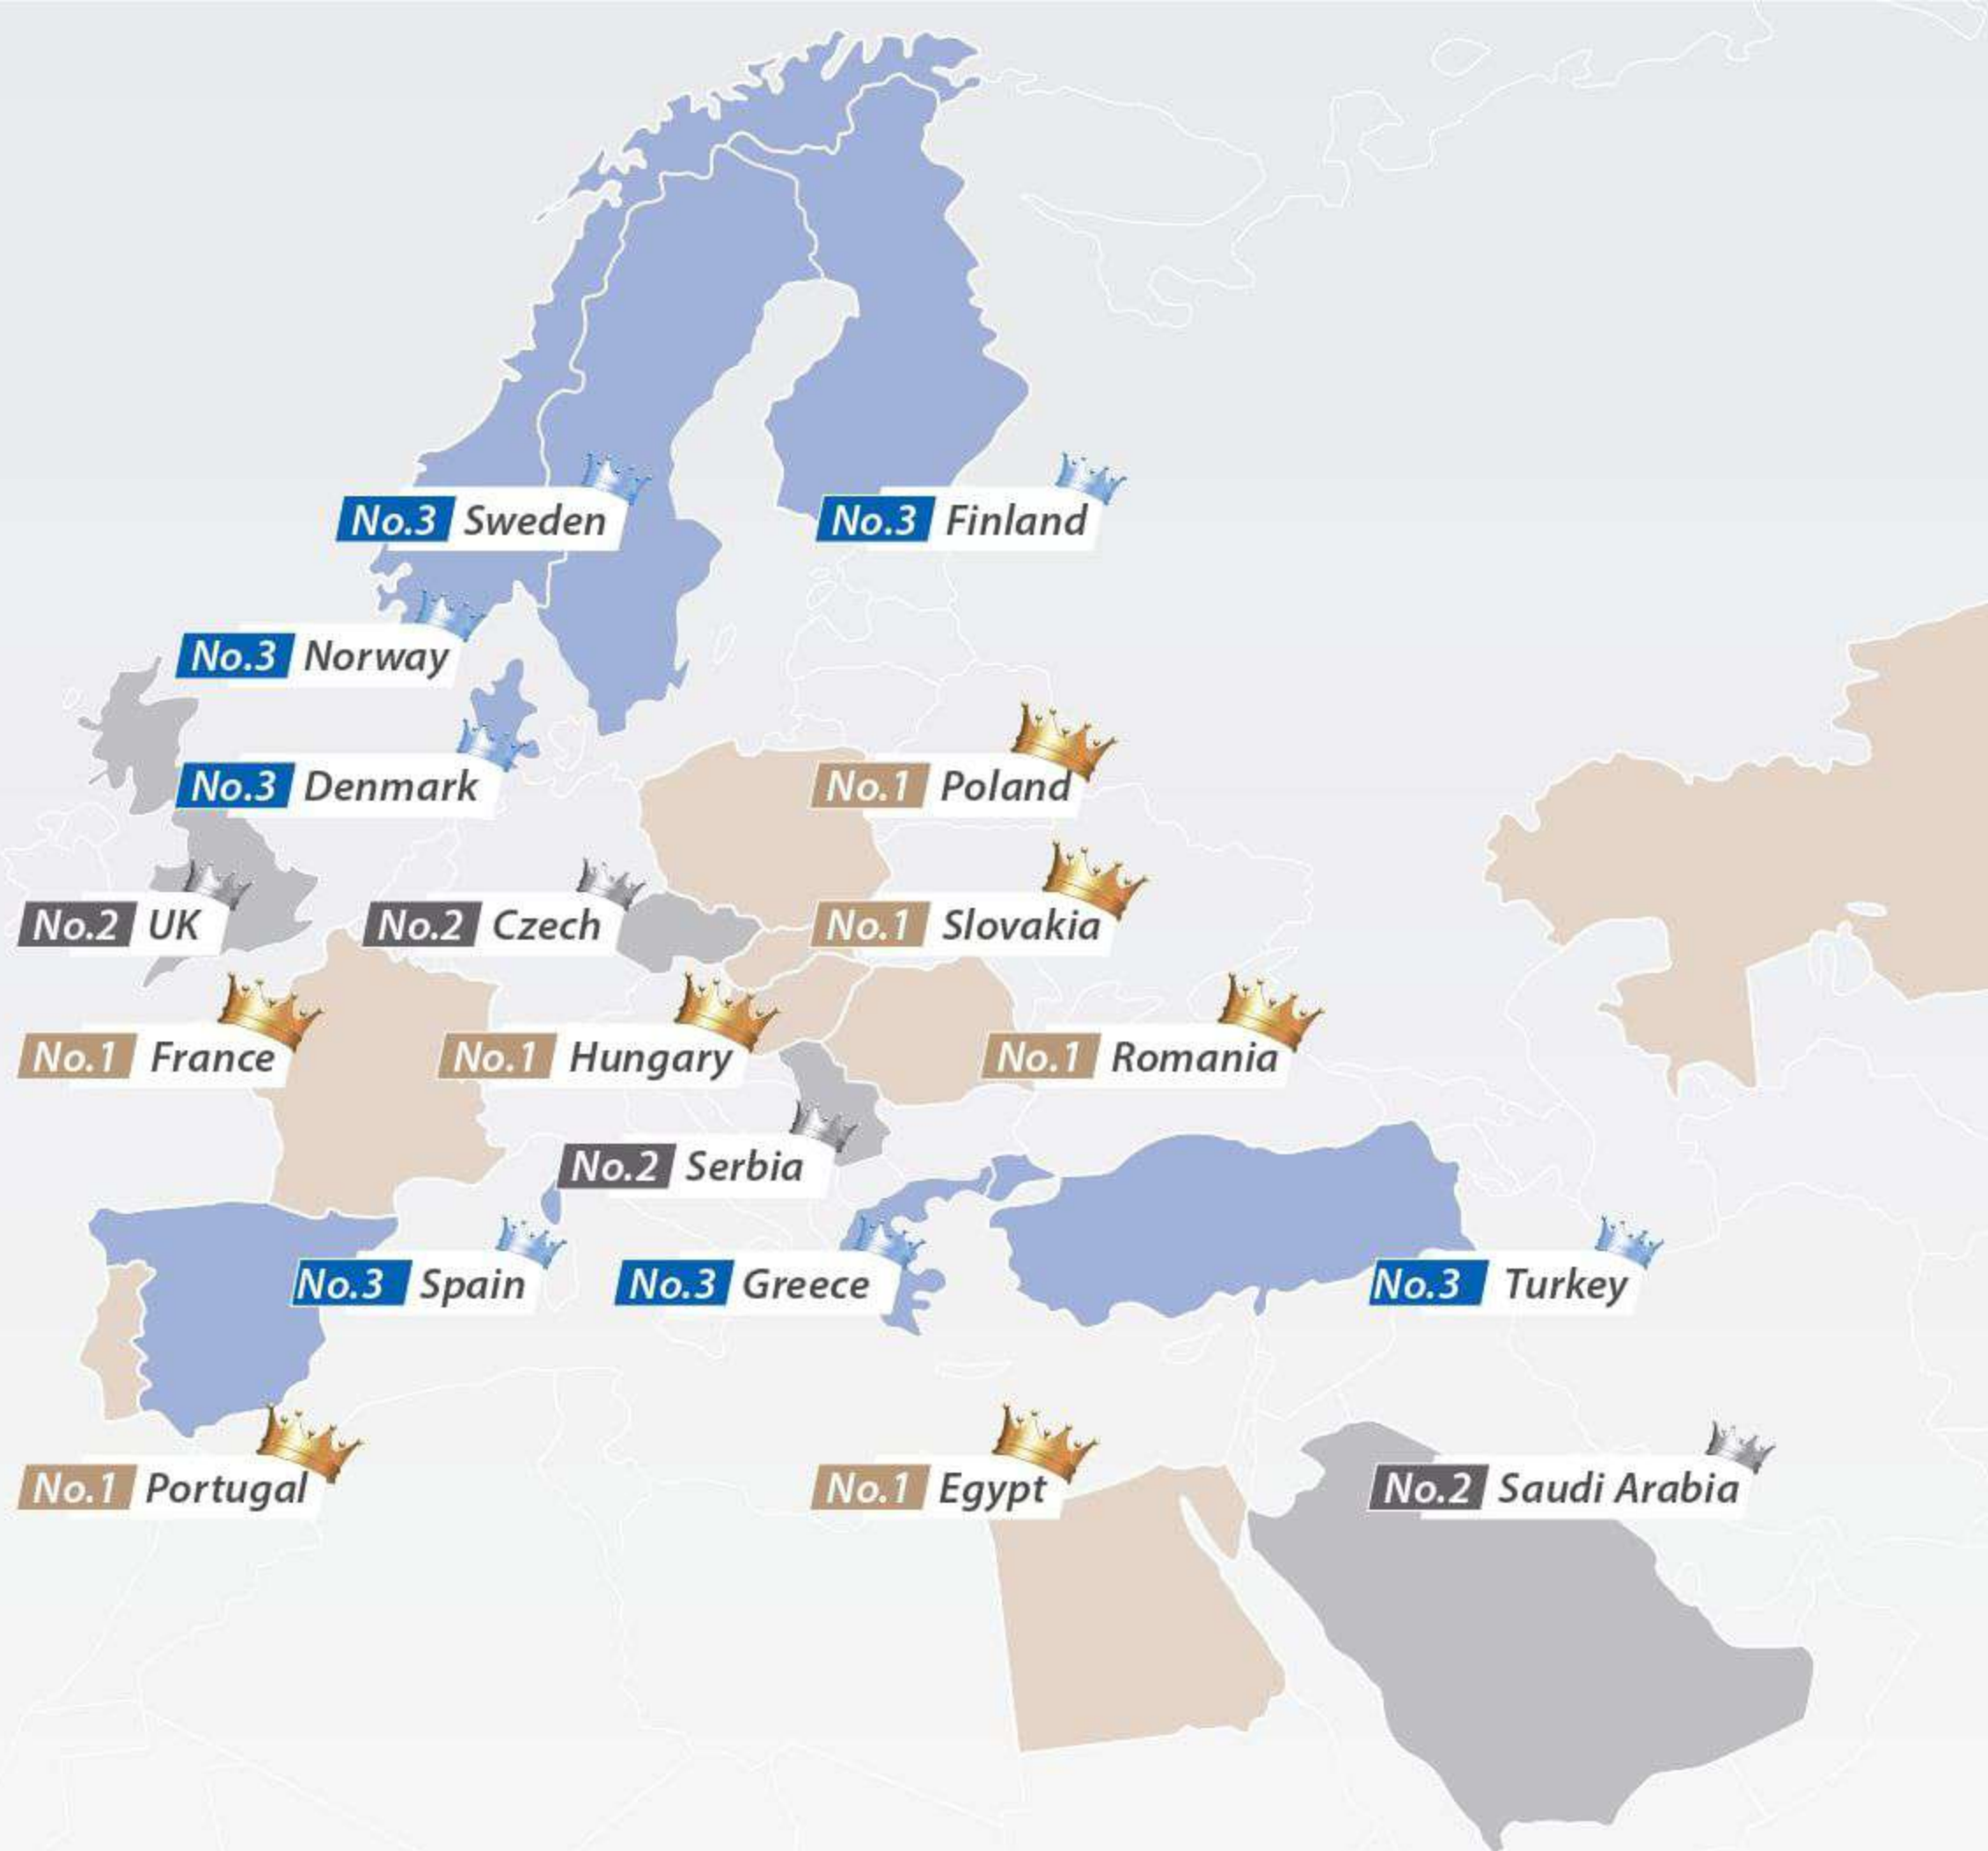 No.3 Sweden
No.3 Finland
No.3 Norway
No.3 Denmark
No.1 Poland
No.2 UK
No.2 Czech
No.1 Slovakia
No.1 France
No.1 Hungary
No.1 Romania
No.2 Serbia
No.3 Spain
No.3 Greece
No.3 Turkey
No.1 Portugal
No.1 Egypt
No.2 Saudi Arabia